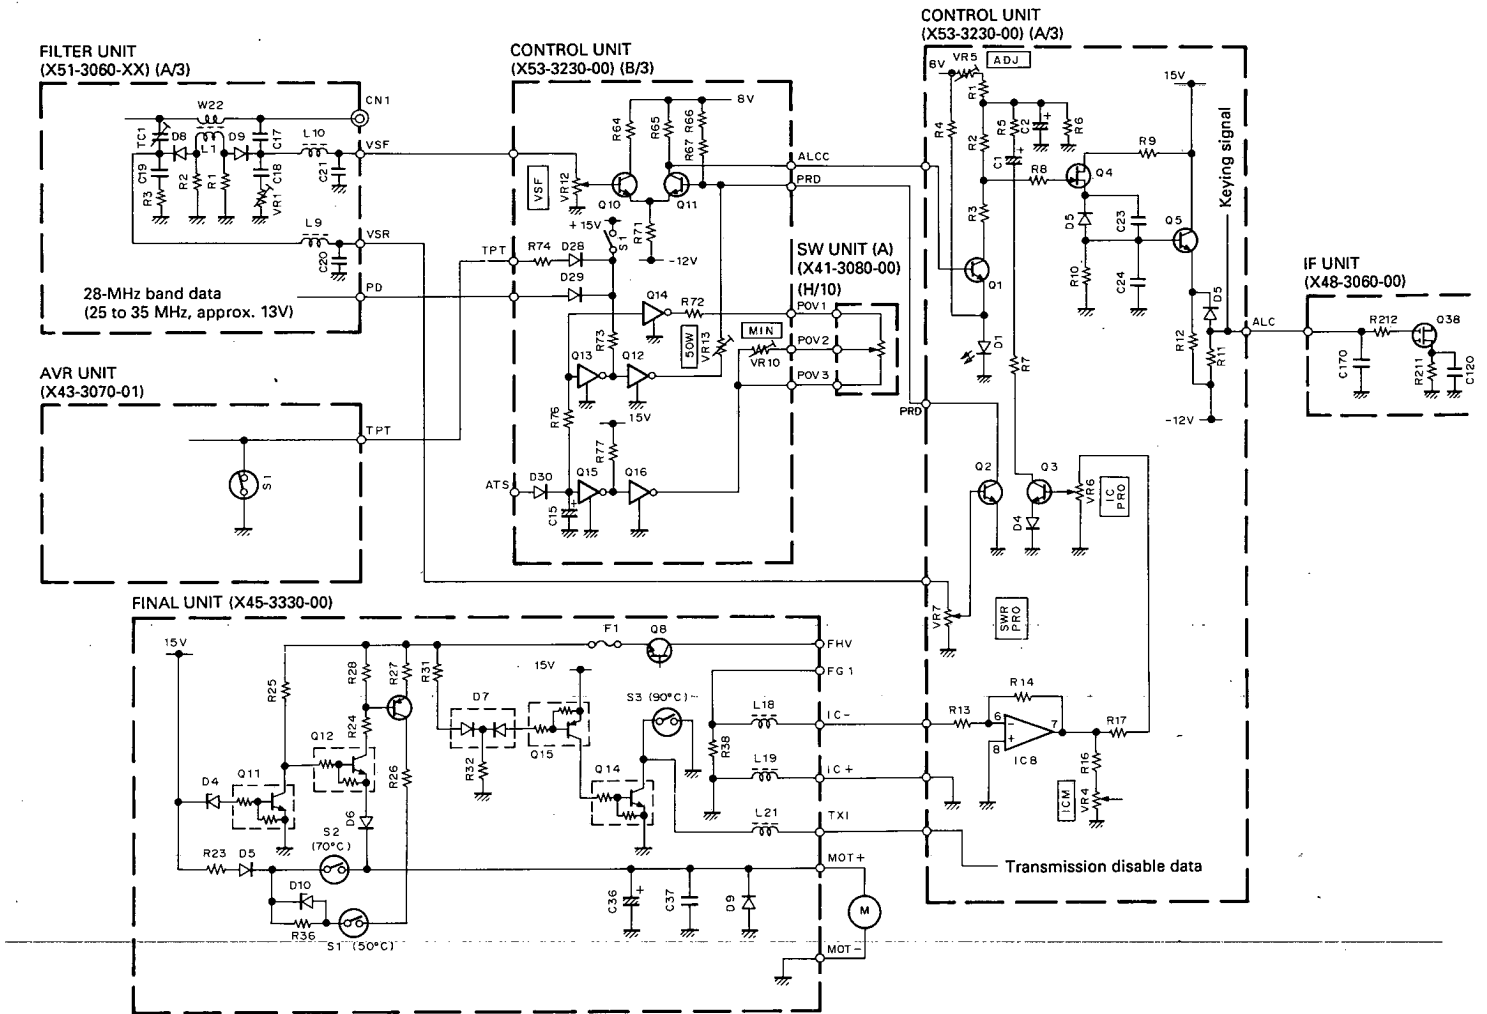 FILTER UNIT
(X51-3060-XX) (A/3)
CN1
W22
TC1
D8
L1
D9
C17
L10
VSF
C19
R3
R2
R1
C18
VR1
C21
L9
VSR
C20
28-MHz band data
(25 to 35 MHz, approx. 13V)
PD
AVR UNIT
(X43-3070-01)
TPT
S1
CONTROL UNIT
(X53-3230-00) (B/3)
8V
R64
R65
R66
R67
VSF
VR12
Q10
Q11
ALCC
PRD
+15V
S1
R71
-12V
TPT
R74
D28
D29
Q14
R72
POV1
R73
50W
VR13
MIN
VR10
POV2
POV3
Q13
Q12
R76
15V
R77
ATS
D30
Q15
Q16
C15
SW UNIT (A)
(X41-3080-00)
(H/10)
CONTROL UNIT
(X53-3230-00) (A/3)
8V
VR5
ADJ
R1
R4
R2
R5
C2
R6
C1
15V
R9
R8
Q4
Keying signal
D5
C23
Q5
R3
R10
C24
Q1
D1
R7
D5
R12
R11
ALC
-12V
PRD
Q2
Q3
D4
VR6
IC PRO
VR7
SWR PRO
R14
R13
6
7
8
IC8
R17
R16
ICM
VR4
Transmission disable data
IF UNIT
(X48-3060-00)
R212
Q38
C170
R211
C120
FINAL UNIT (X45-3330-00)
15V
F1
Q8
FHV
FG1
R25
R28
R27
R31
15V
S3 (90°C)
D7
L18
IC-
R24
Q12
Q15
R32
R38
L19
IC+
R26
Q14
D4
Q11
D6
L21
TX1
S2
(70°C)
R23
D5
MOT+
D10
C36
C37
D9
M
R36
S1 (50°C)
MOT-